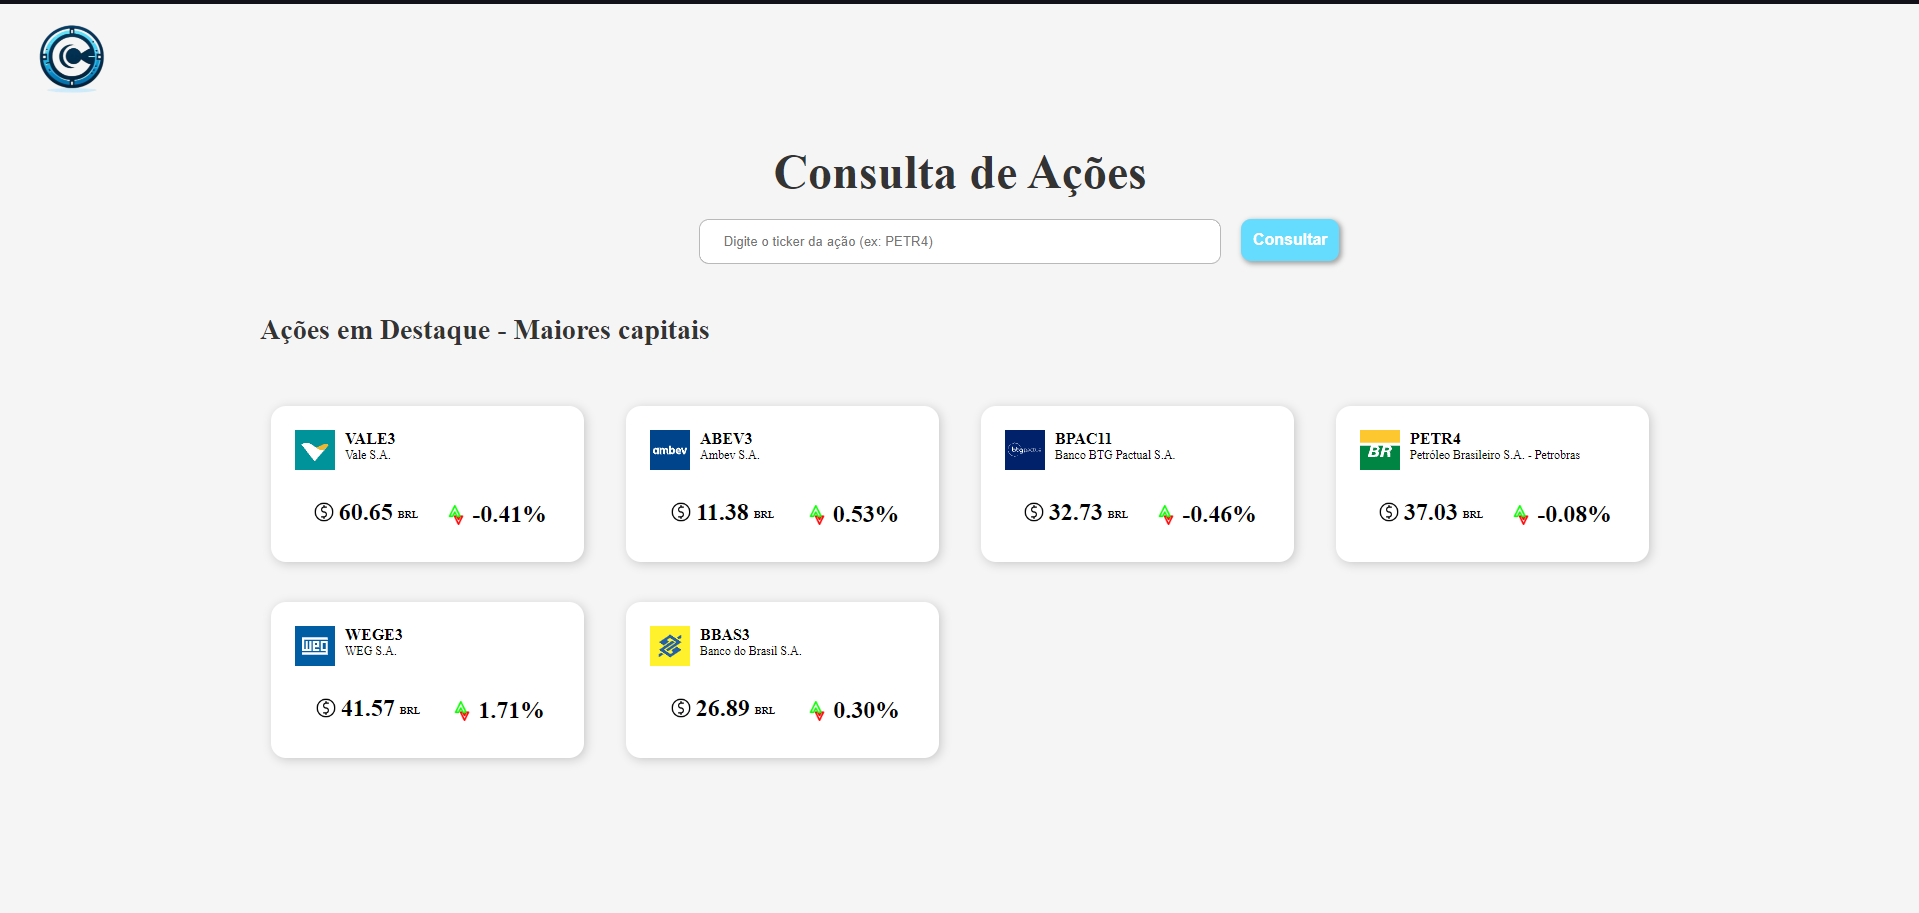 Consulta de Ações
Digite o ticker da ação (ex: PETR4)
Consultar
Ações em Destaque - Maiores capitais
VALE3
Vale S.A.
60.65 BRL
-0.41%
ambev
ABEV3
Ambev S.A.
11.38 BRL
0.53%
btgpactual
BPAC11
Banco BTG Pactual S.A.
32.73 BRL
-0.46%
BR
PETR4
Petróleo Brasileiro S.A. - Petrobras
37.03 BRL
-0.08%
weg
WEGE3
WEG S.A.
41.57 BRL
1.71%
BBAS3
Banco do Brasil S.A.
26.89 BRL
0.30%